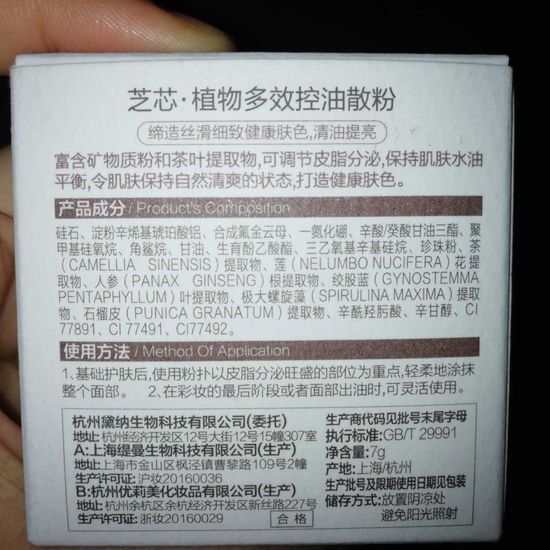 芝芯·植物多效控油散粉
缔造丝滑细致健康肤色,清油提亮
富含矿物质粉和茶叶提取物,可调节皮脂分泌,保持肌肤水油
平衡,令肌肤保持自然清爽的状态,打造健康肤色。
产品成分/Product's Composition
硅石、淀粉辛烯基琥珀酸铝、合成氟金云母、一氮化硼、辛酸/癸酸甘油三酯、聚
甲基硅氧烷、角鲨烷、甘油、生育酚乙酸酯、三乙氧基辛基硅烷、珍珠粉、茶
(CAMELLIA SINENSIS)提取物、莲(NELUMBO NUCIFERA)花提
取物、人参(PANAX GINSENG)根提取物、绞股蓝(GYNOSTEMMA
PENTAPHYLLUM)叶提取物、极大螺旋藻(SPIRULINA MAXIMA)提取
物、石榴皮(PUNICA GRANATUM)提取物、辛酰羟肟酸、辛甘醇、CI
77891、CI 77491、CI77492。
使用方法/Method Of Application
1、基础护肤后,使用粉扑以皮脂分泌旺盛的部位为重点,轻柔地涂抹
整个面部。 2、在彩妆的最后阶段或者面部出油时,可灵活使用。
杭州黛纳生物科技有限公司(委托)
地址:杭州经济开发区12号大街12号15幢307室
A:上海缇曼生物科技有限公司(生产)
地址:上海市金山区枫泾镇曹黎路109号2幢
生产许可证:沪妆20160036
B:杭州优莉美化妆品有限公司(生产)
地址:杭州余杭区余杭经济开发区新丝路227号
生产许可证:浙妆20160029
合格
生产商代码见批号末尾字母
执行标准:GB/T 29991
净含量:7g
产地:上海/杭州
生产批号及限期使用日期见包装
储存方式:放置阴凉处
避免阳光照射